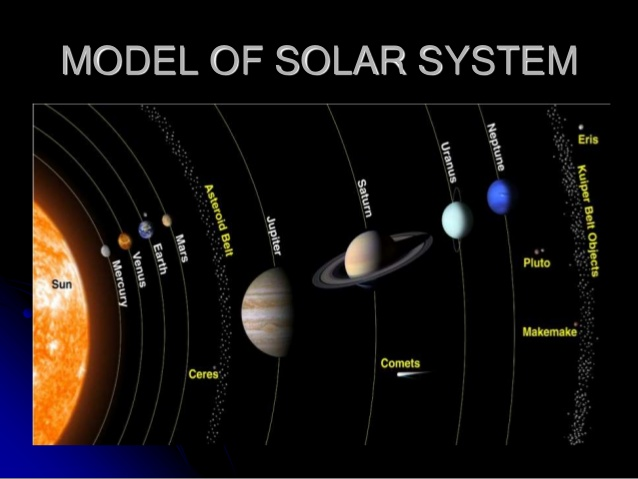 MODEL OF SOLAR SYSTEM
Sun
Mercury
Venus
Earth
Mars
Asteroid Belt
Ceres
Jupiter
Saturn
Comets
Uranus
Neptune
Pluto
Makemake
Eris
Kuiper Belt Objects